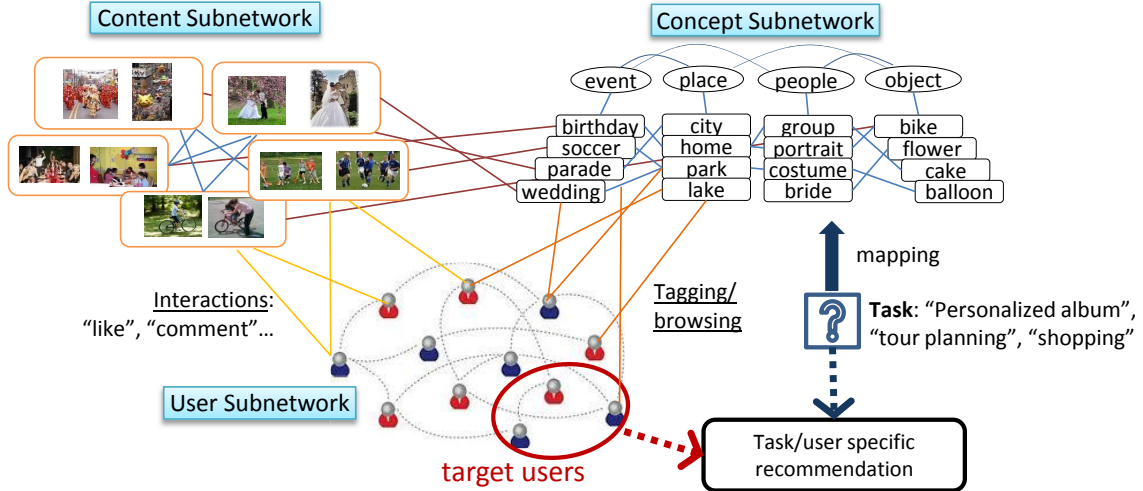 Content Subnetwork
Concept Subnetwork
event place people object
birthday city group bike
soccer home portrait flower
parade park costume cake
wedding lake bride balloon
mapping
Interactions:
“like”, “comment”...
Tagging/
browsing
Task: “Personalized album”,
“tour planning”, “shopping”
User Subnetwork
target users
Task/user specific
recommendation